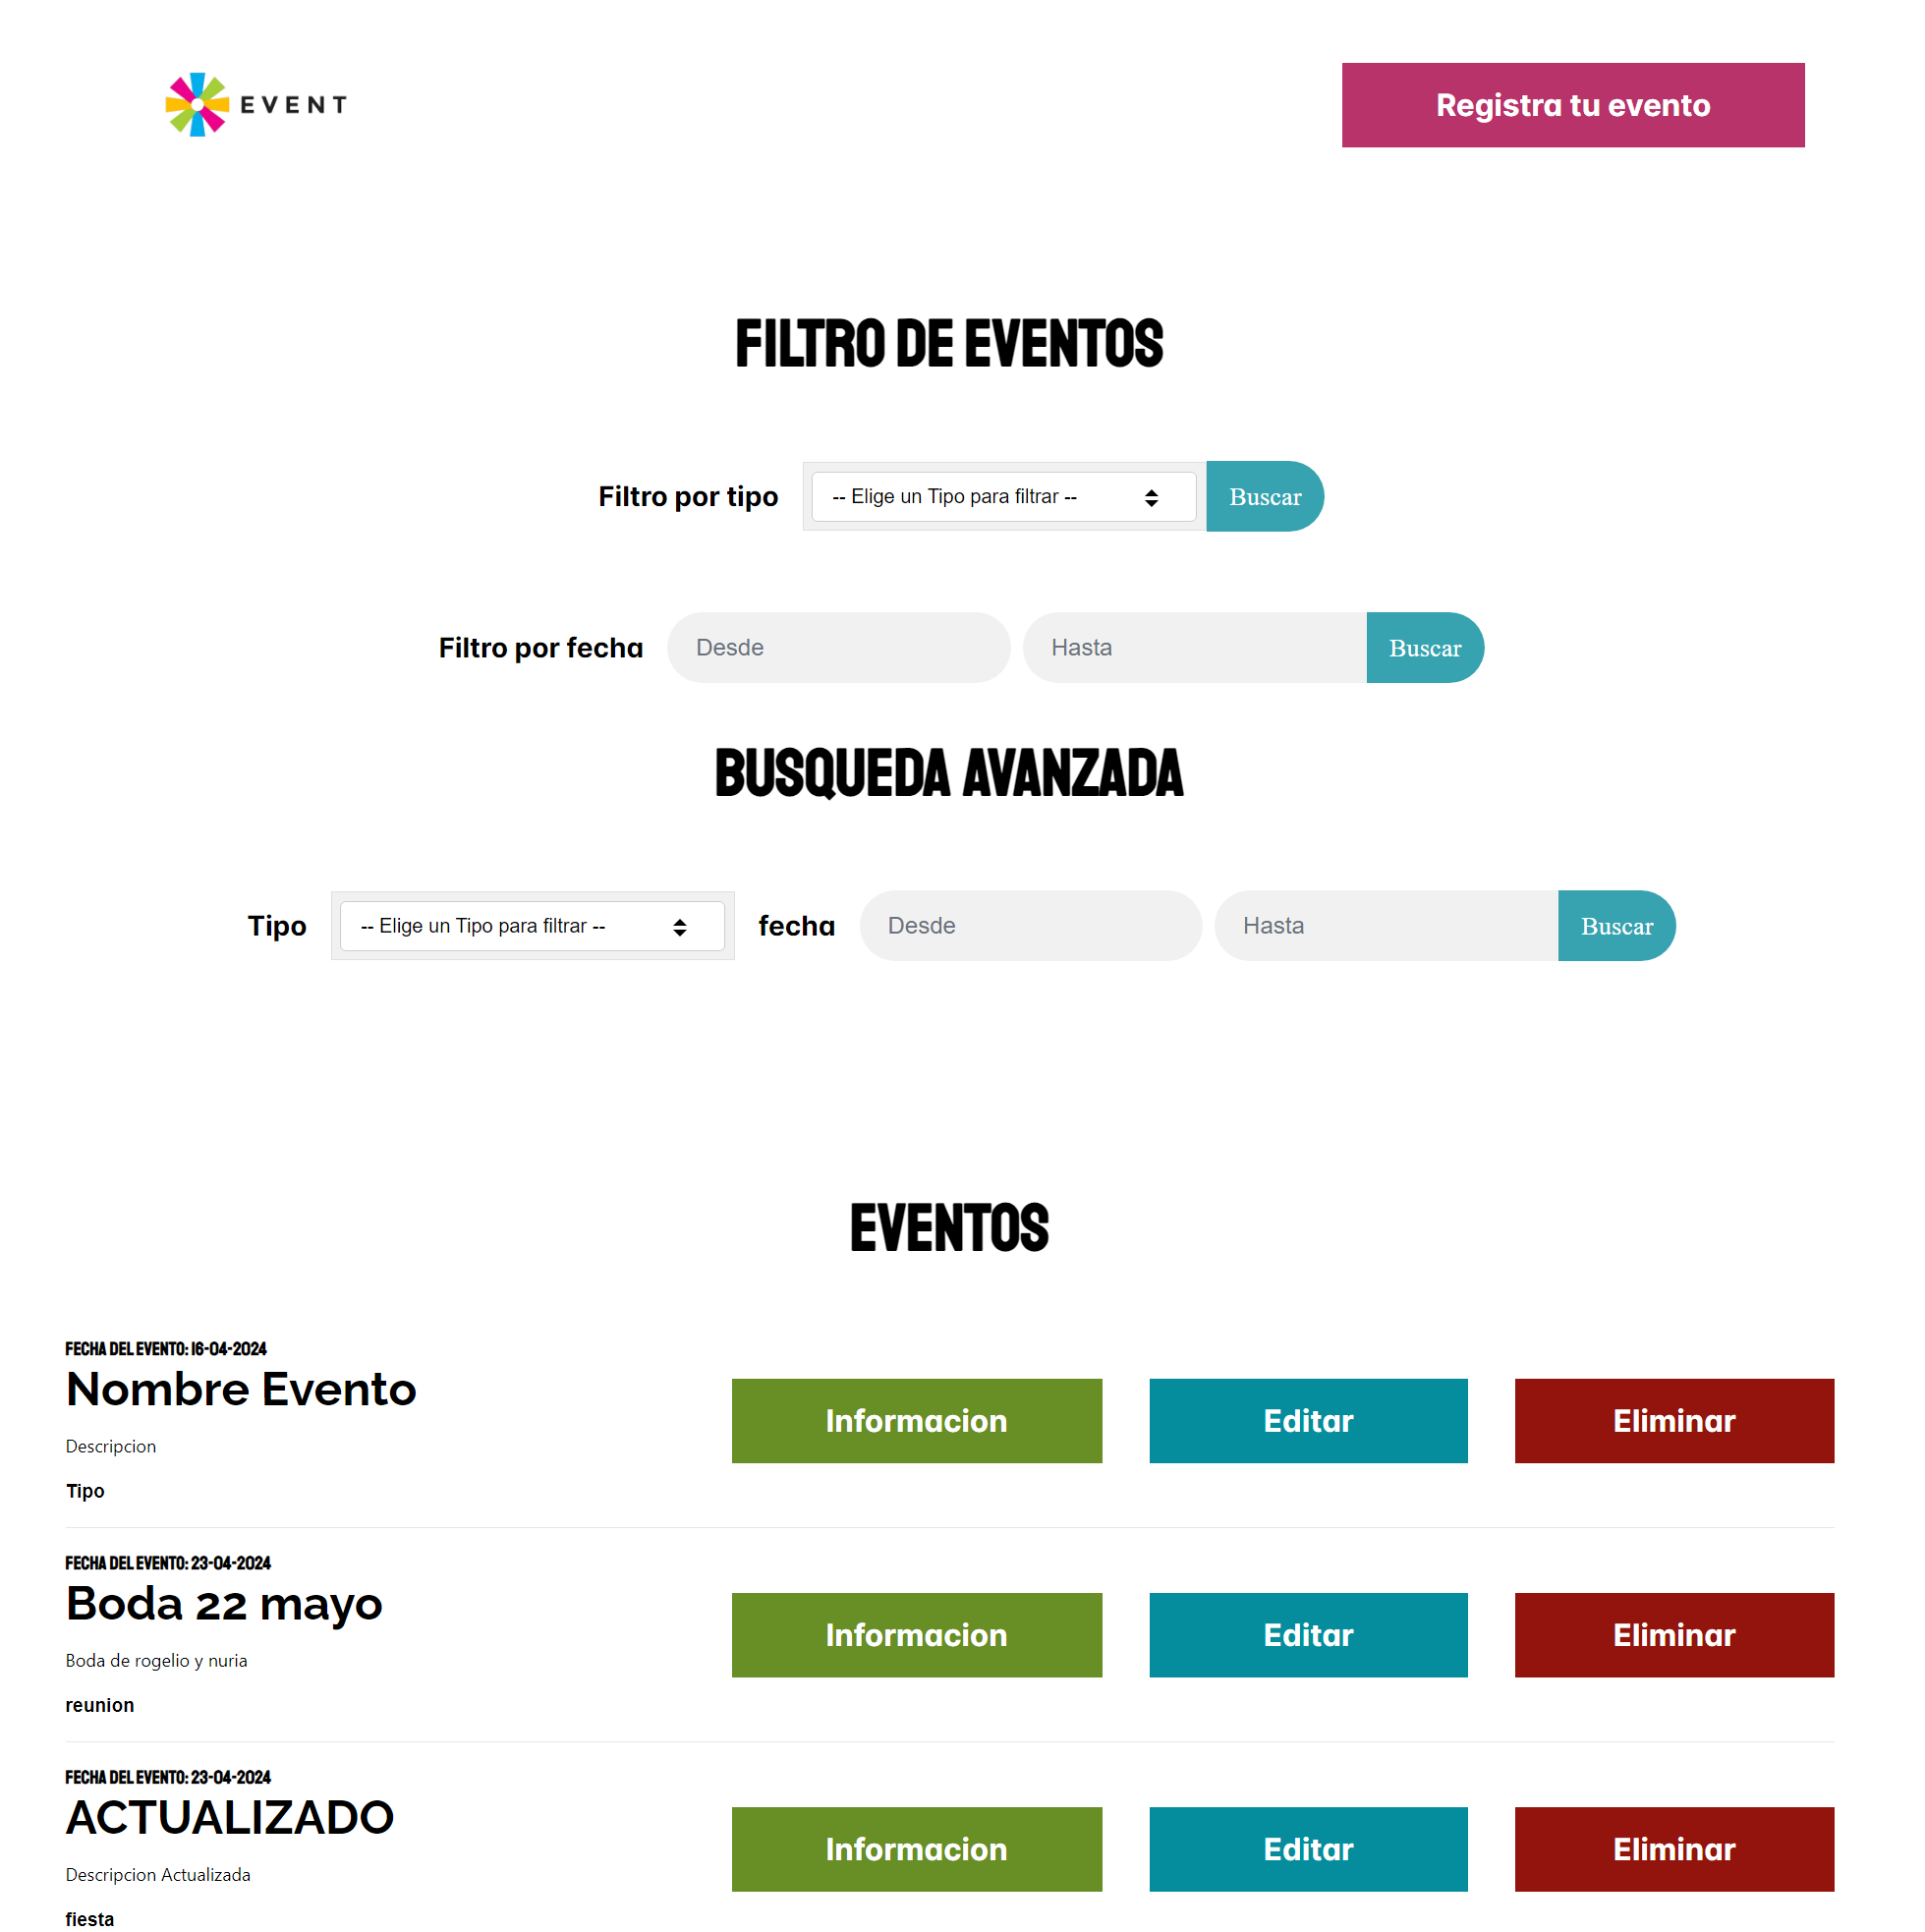 EVENT
Registra tu evento
FILTRO DE EVENTOS
Filtro por tipo -- Elige un Tipo para filtrar -- Buscar
Filtro por fecha Desde Hasta Buscar
BUSQUEDA AVANZADA
Tipo -- Elige un Tipo para filtrar -- fecha Desde Hasta Buscar
EVENTOS
FECHA DEL EVENTO: 16-04-2024
Nombre Evento
Descripcion
Tipo
Informacion Editar Eliminar
FECHA DEL EVENTO: 23-04-2024
Boda 22 mayo
Boda de rogelio y nuria
reunion
Informacion Editar Eliminar
FECHA DEL EVENTO: 23-04-2024
ACTUALIZADO
Descripcion Actualizada
fiesta
Informacion Editar Eliminar